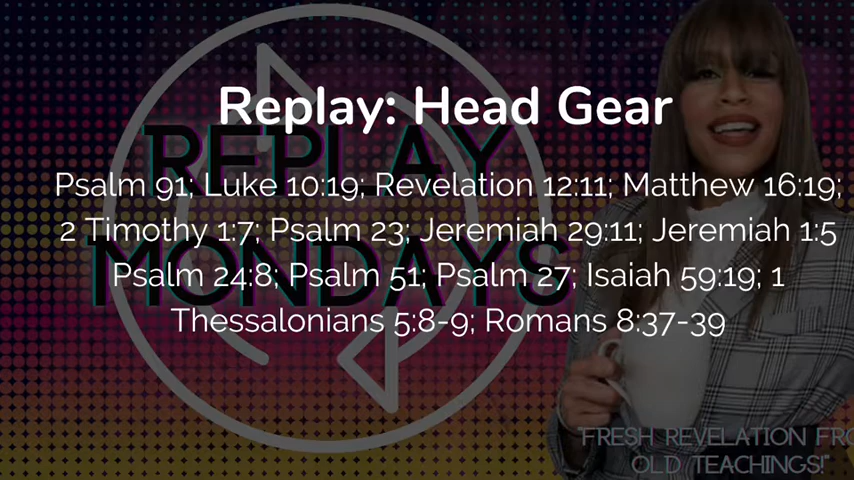 Replay: Head Gear
REPLAY
Psalm 91; Luke 10:19; Revelation 12:11; Matthew 16:19;
2 Timothy 1:7; Psalm 23; Jeremiah 29:11; Jeremiah 1:5
MONDAYS
Psalm 24:8; Psalm 51; Psalm 27; Isaiah 59:19; 1
Thessalonians 5:8-9; Romans 8:37-39
"FRESH REVELATION FRO
OLD TEACHINGS!"